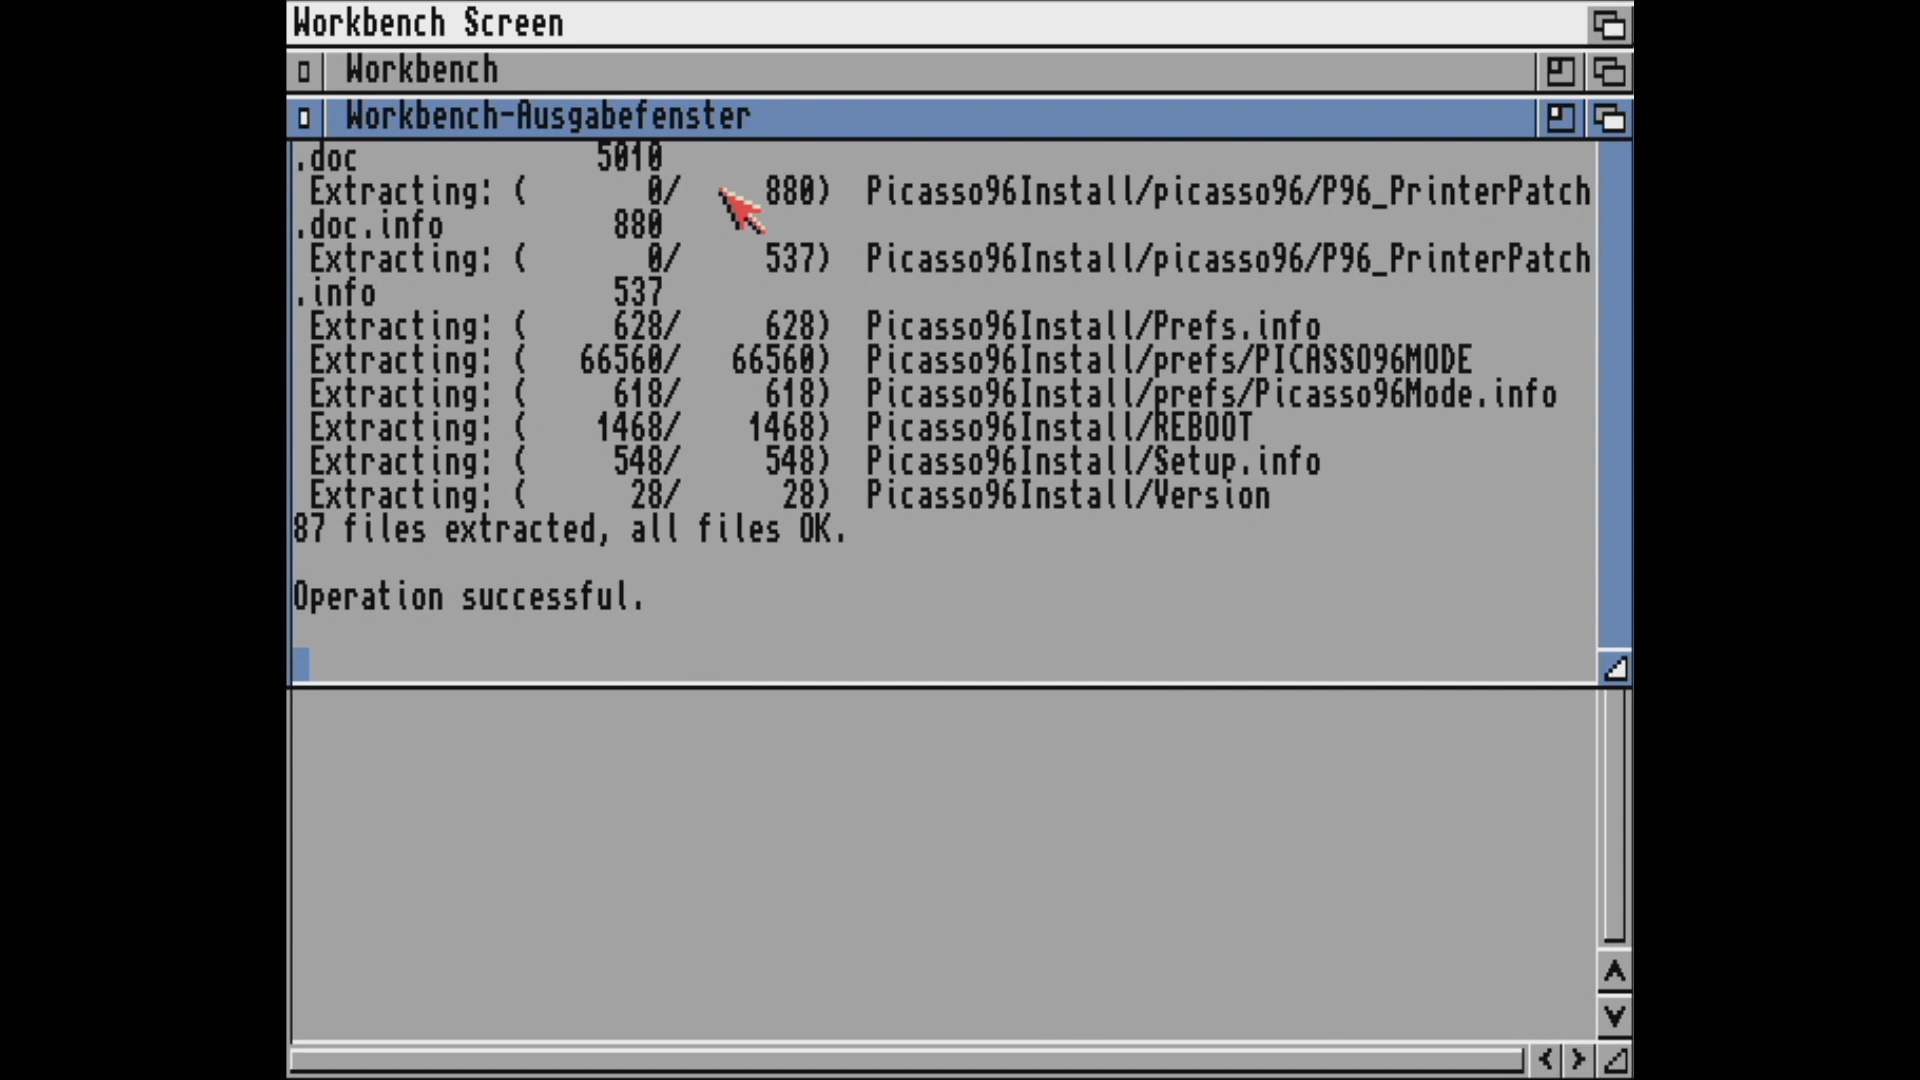 Workbench Screen
Workbench
Workbench-Ausgabefenster
.doc 5010
Extracting: ( 0/ 880) Picasso96Install/picasso96/P96_PrinterPatch
.doc.info 880
Extracting: ( 0/ 537) Picasso96Install/picasso96/P96_PrinterPatch
.info 537
Extracting: ( 628/ 628) Picasso96Install/Prefs.info
Extracting: ( 66560/ 66560) Picasso96Install/prefs/PICASSO96MODE
Extracting: ( 618/ 618) Picasso96Install/prefs/Picasso96Mode.info
Extracting: ( 1468/ 1468) Picasso96Install/REBOOT
Extracting: ( 548/ 548) Picasso96Install/Setup.info
Extracting: ( 28/ 28) Picasso96Install/Version
87 files extracted, all files OK.
Operation successful.